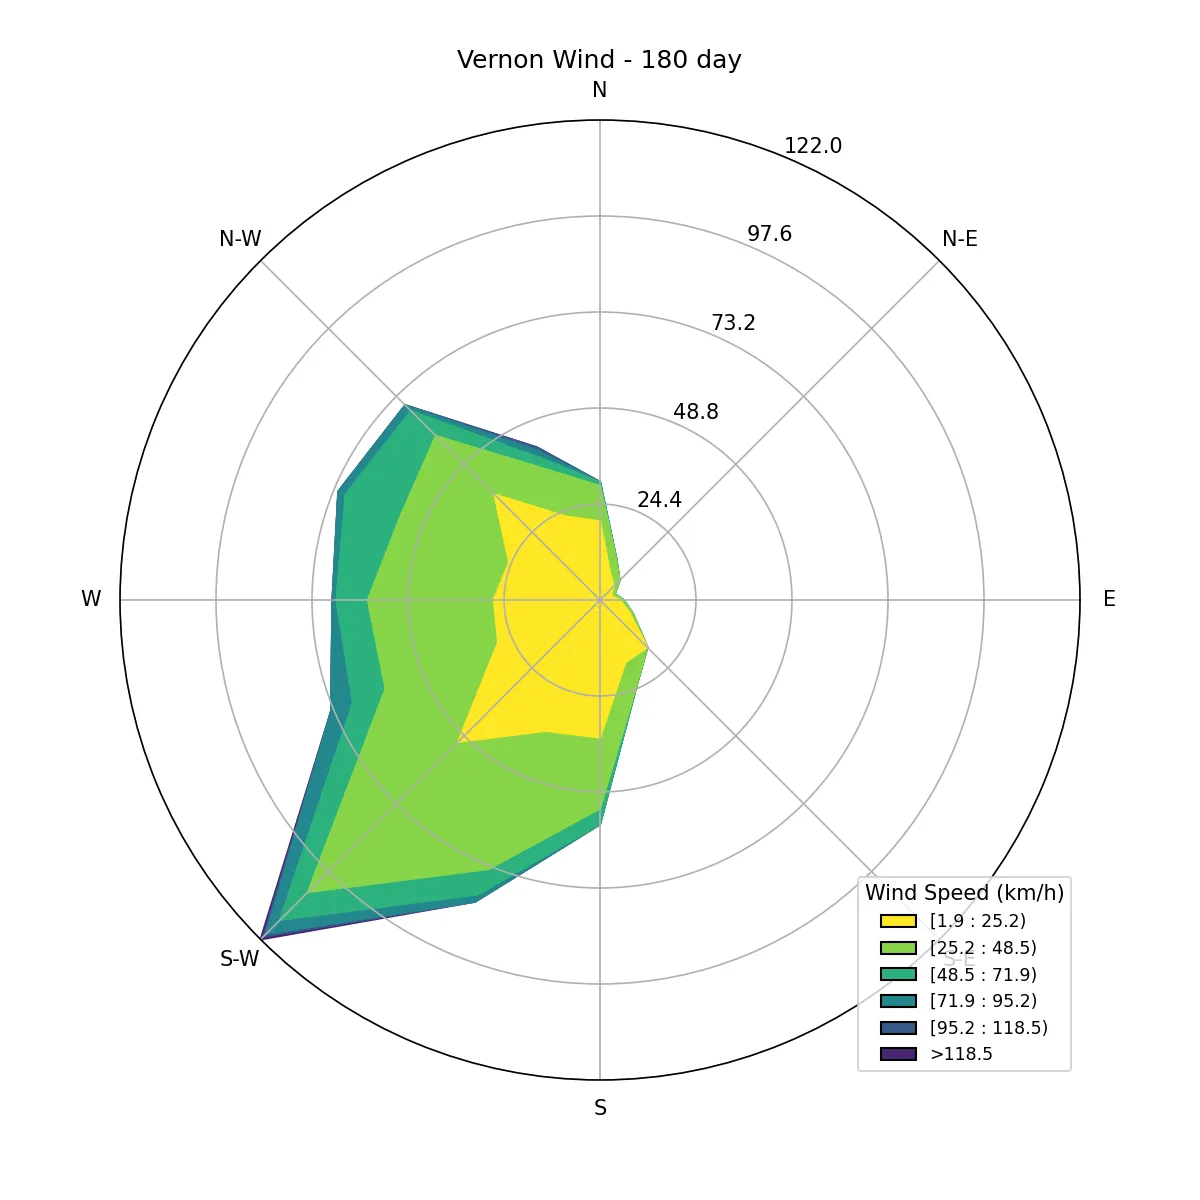 Vernon Wind - 180 day
N
122.0
97.6
N-W
N-E
73.2
48.8
24.4
W
E
S-W
S-E
Wind Speed (km/h)
[1.9 : 25.2)
[25.2 : 48.5)
[48.5 : 71.9)
[71.9 : 95.2)
[95.2 : 118.5)
>118.5
S